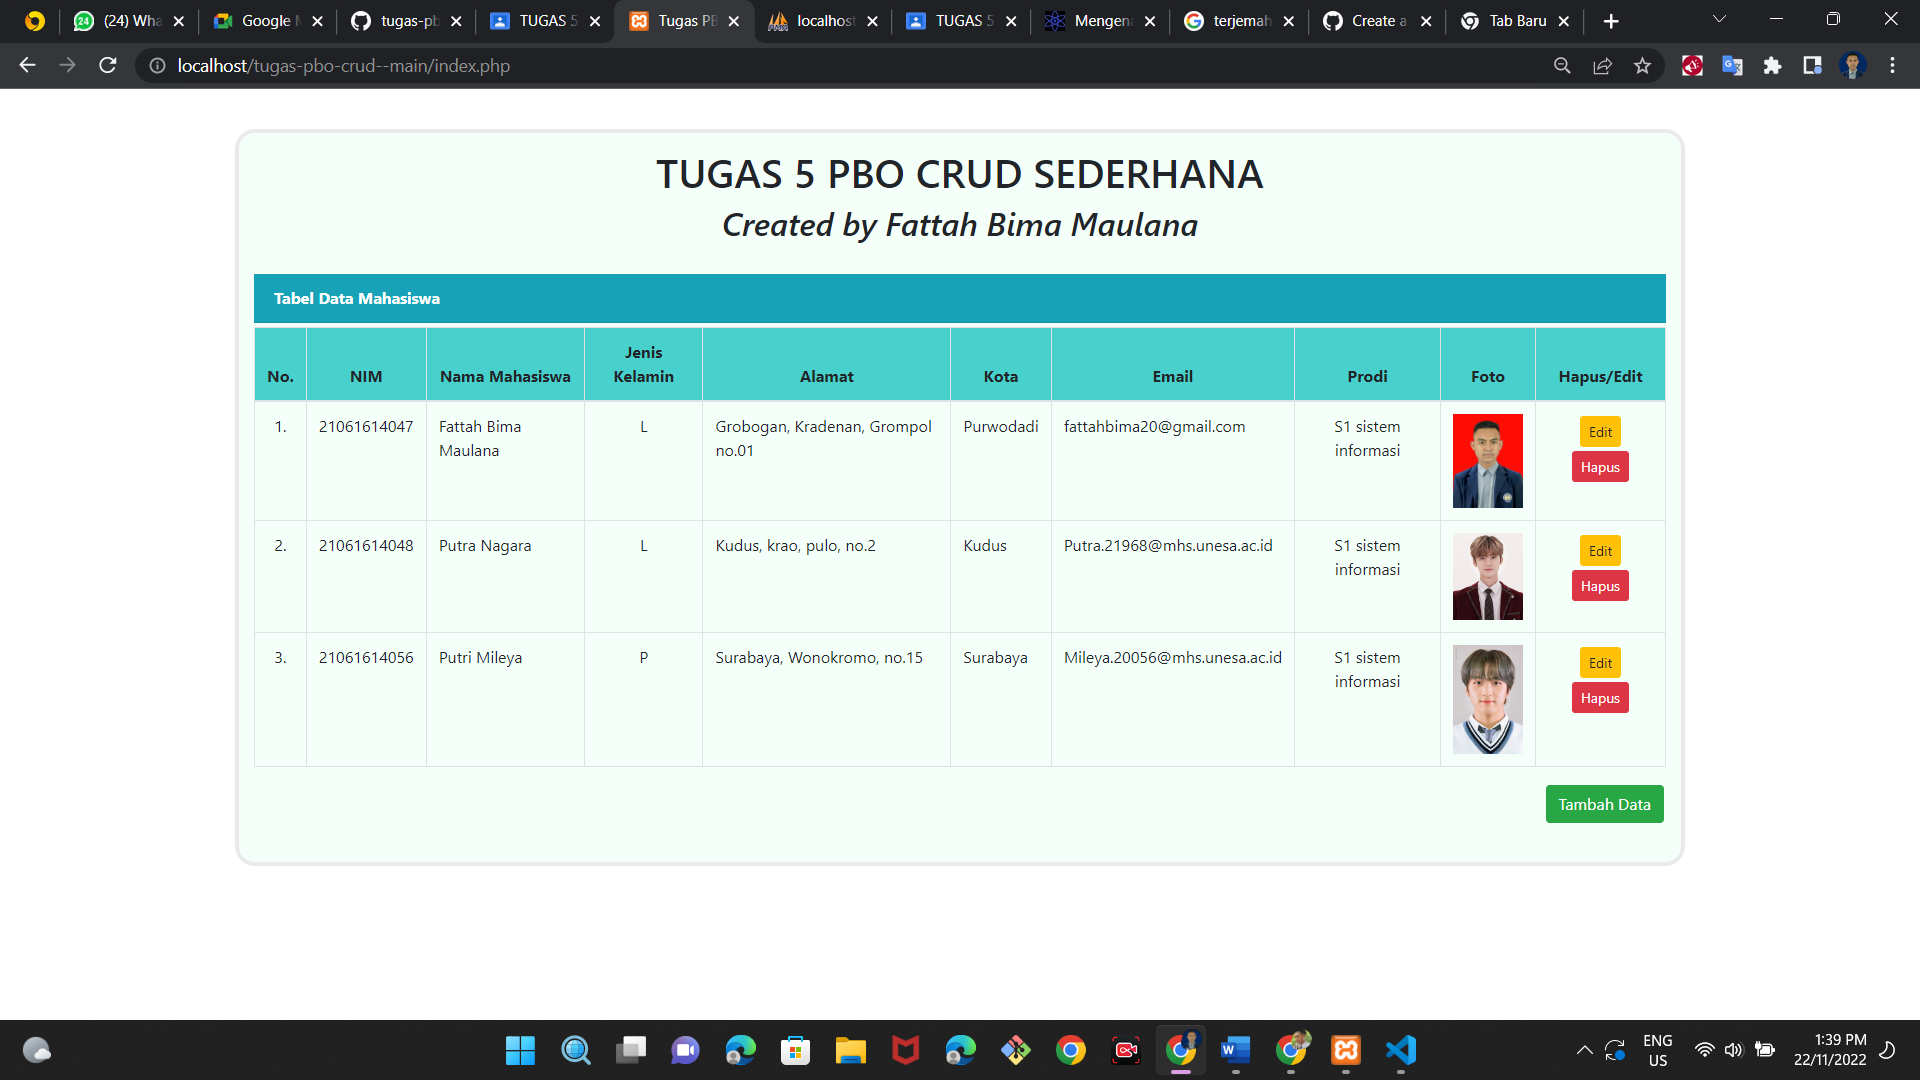 (24) Wha
Google M
tugas-pb
TUGAS 5
Tugas PB
localhost
TUGAS 5
Mengena
terjemah
Create a
Tab Baru
localhost/tugas-pbo-crud--main/index.php
TUGAS 5 PBO CRUD SEDERHANA
Created by Fattah Bima Maulana
Tabel Data Mahasiswa
No. NIM Nama Mahasiswa Jenis Kelamin Alamat Kota Email Prodi Foto Hapus/Edit
1. 21061614047 Fattah Bima Maulana L Grobogan, Kradenan, Grompol no.01 Purwodadi fattahbima20@gmail.com S1 sistem informasi Edit
Hapus
2. 21061614048 Putra Nagara L Kudus, krao, pulo, no.2 Kudus Putra.21968@mhs.unesa.ac.id S1 sistem informasi Edit
Hapus
3. 21061614056 Putri Mileya P Surabaya, Wonokromo, no.15 Surabaya Mileya.20056@mhs.unesa.ac.id S1 sistem informasi Edit
Hapus
Tambah Data
ENG
US
1:39 PM
22/11/2022